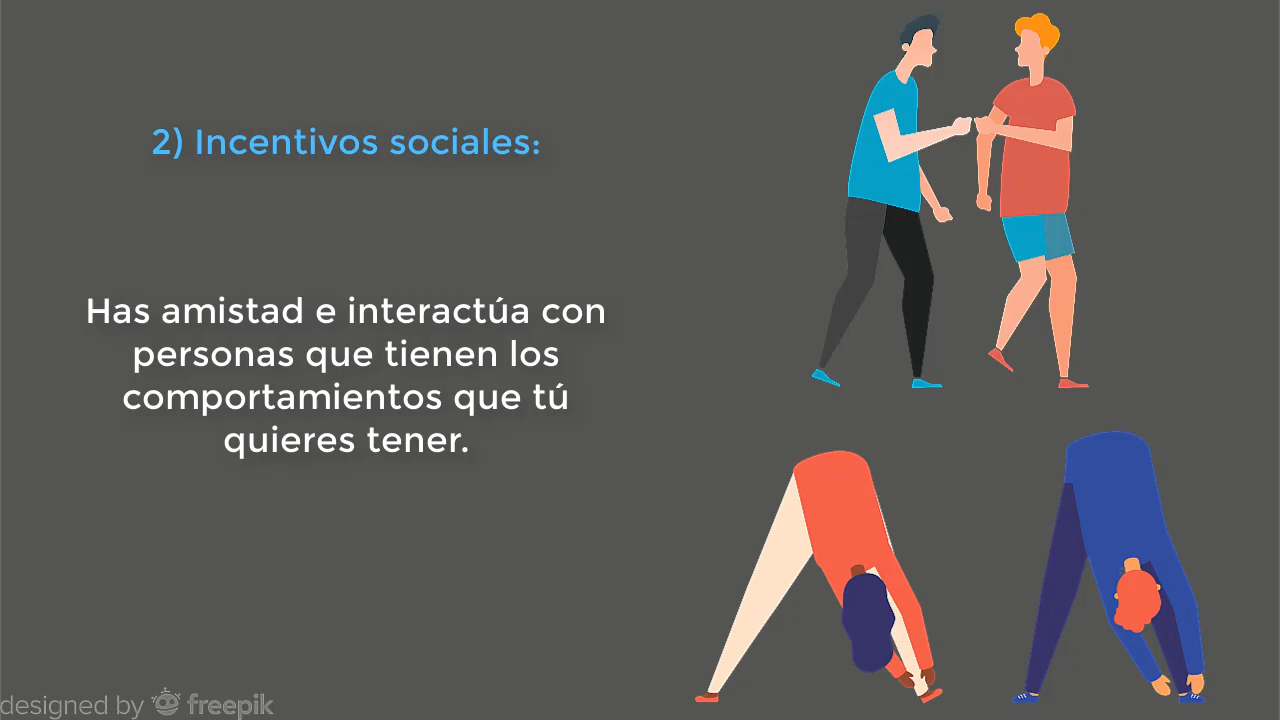 2) Incentivos sociales:
Has amistad e interactúa con
personas que tienen los
comportamientos que tú
quieres tener.
designed by freepik